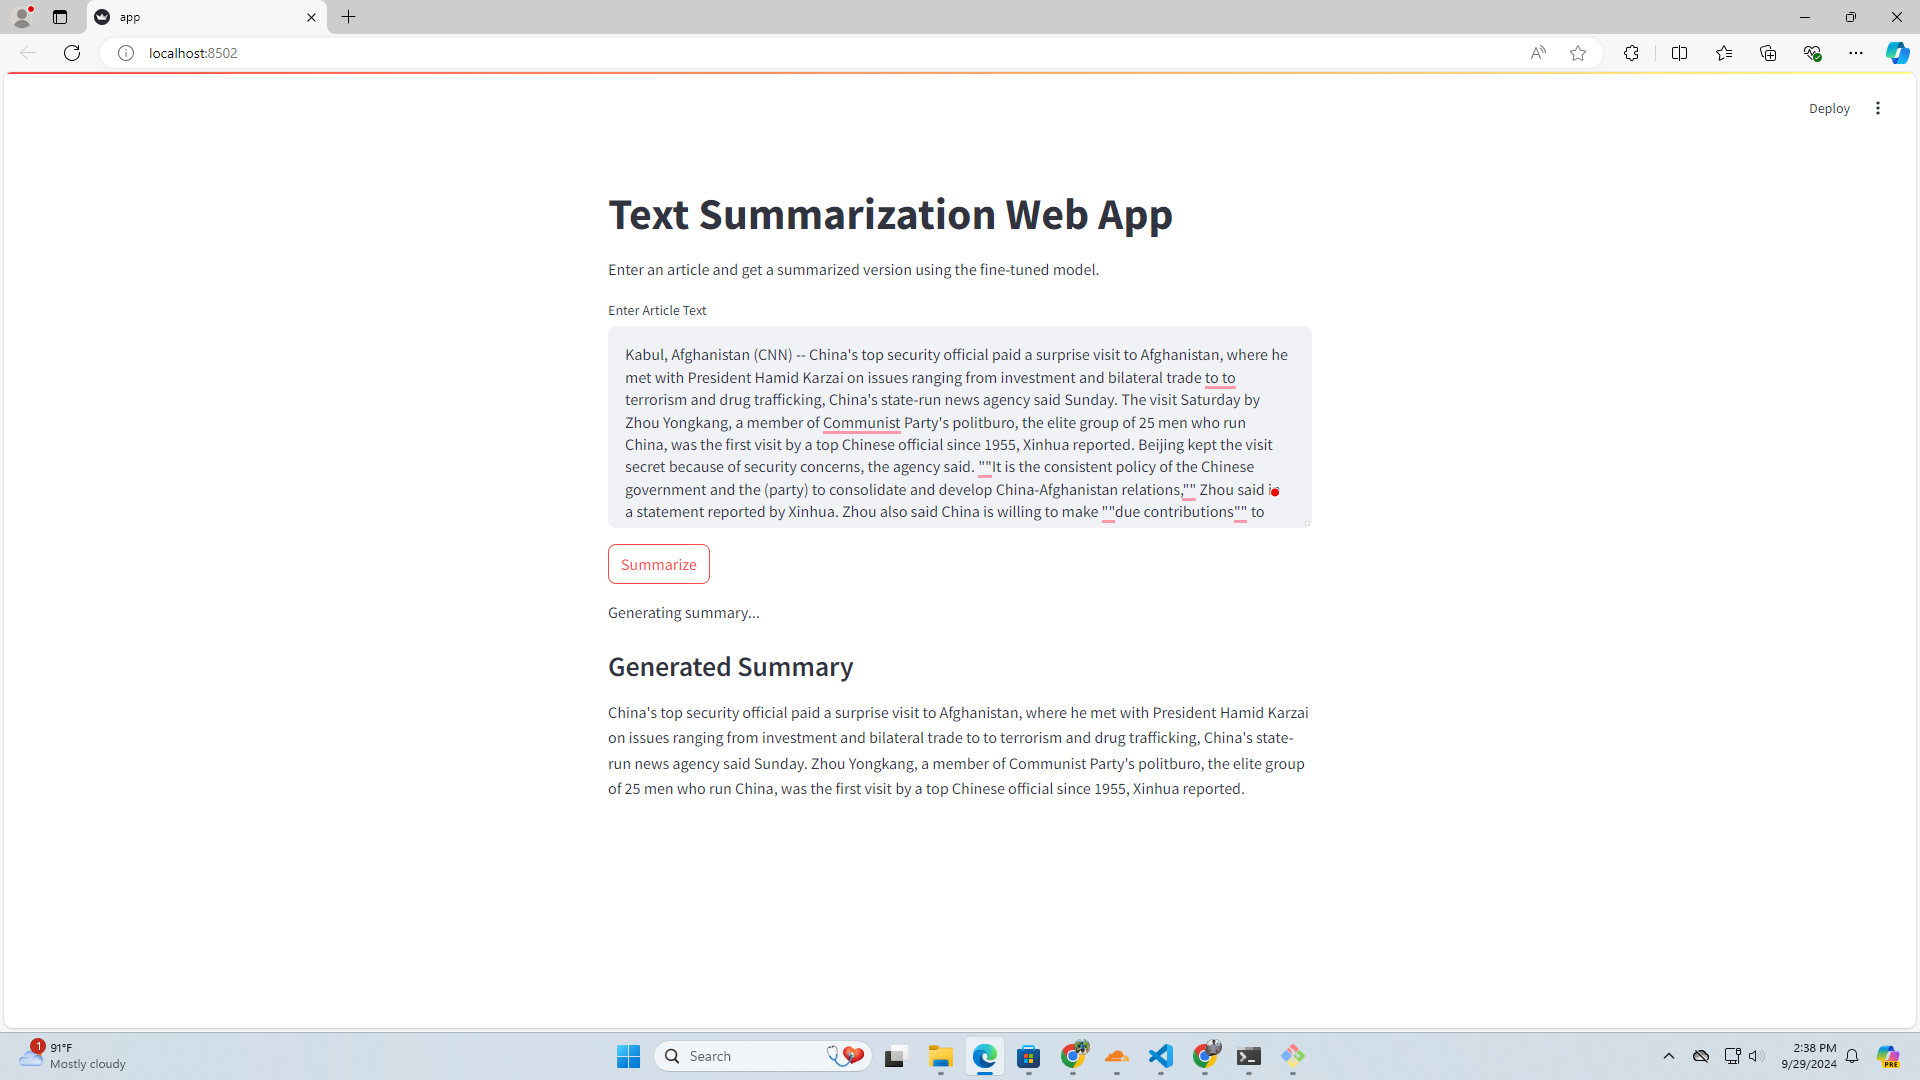 app
localhost:8502
Deploy
Text Summarization Web App
Enter an article and get a summarized version using the fine-tuned model.
Enter Article Text
Kabul, Afghanistan (CNN) -- China's top security official paid a surprise visit to Afghanistan, where he
met with President Hamid Karzai on issues ranging from investment and bilateral trade to to
terrorism and drug trafficking, China's state-run news agency said Sunday. The visit Saturday by
Zhou Yongkang, a member of Communist Party's politburo, the elite group of 25 men who run
China, was the first visit by a top Chinese official since 1955, Xinhua reported. Beijing kept the visit
secret because of security concerns, the agency said. ""It is the consistent policy of the Chinese
government and the (party) to consolidate and develop China-Afghanistan relations,"" Zhou said in
a statement reported by Xinhua. Zhou also said China is willing to make ""due contributions"" to
Summarize
Generating summary...
Generated Summary
China's top security official paid a surprise visit to Afghanistan, where he met with President Hamid Karzai
on issues ranging from investment and bilateral trade to to terrorism and drug trafficking, China's state-
run news agency said Sunday. Zhou Yongkang, a member of Communist Party's politburo, the elite group
of 25 men who run China, was the first visit by a top Chinese official since 1955, Xinhua reported.
1
91°F
Mostly cloudy
Search
2:38 PM
9/29/2024
PRE